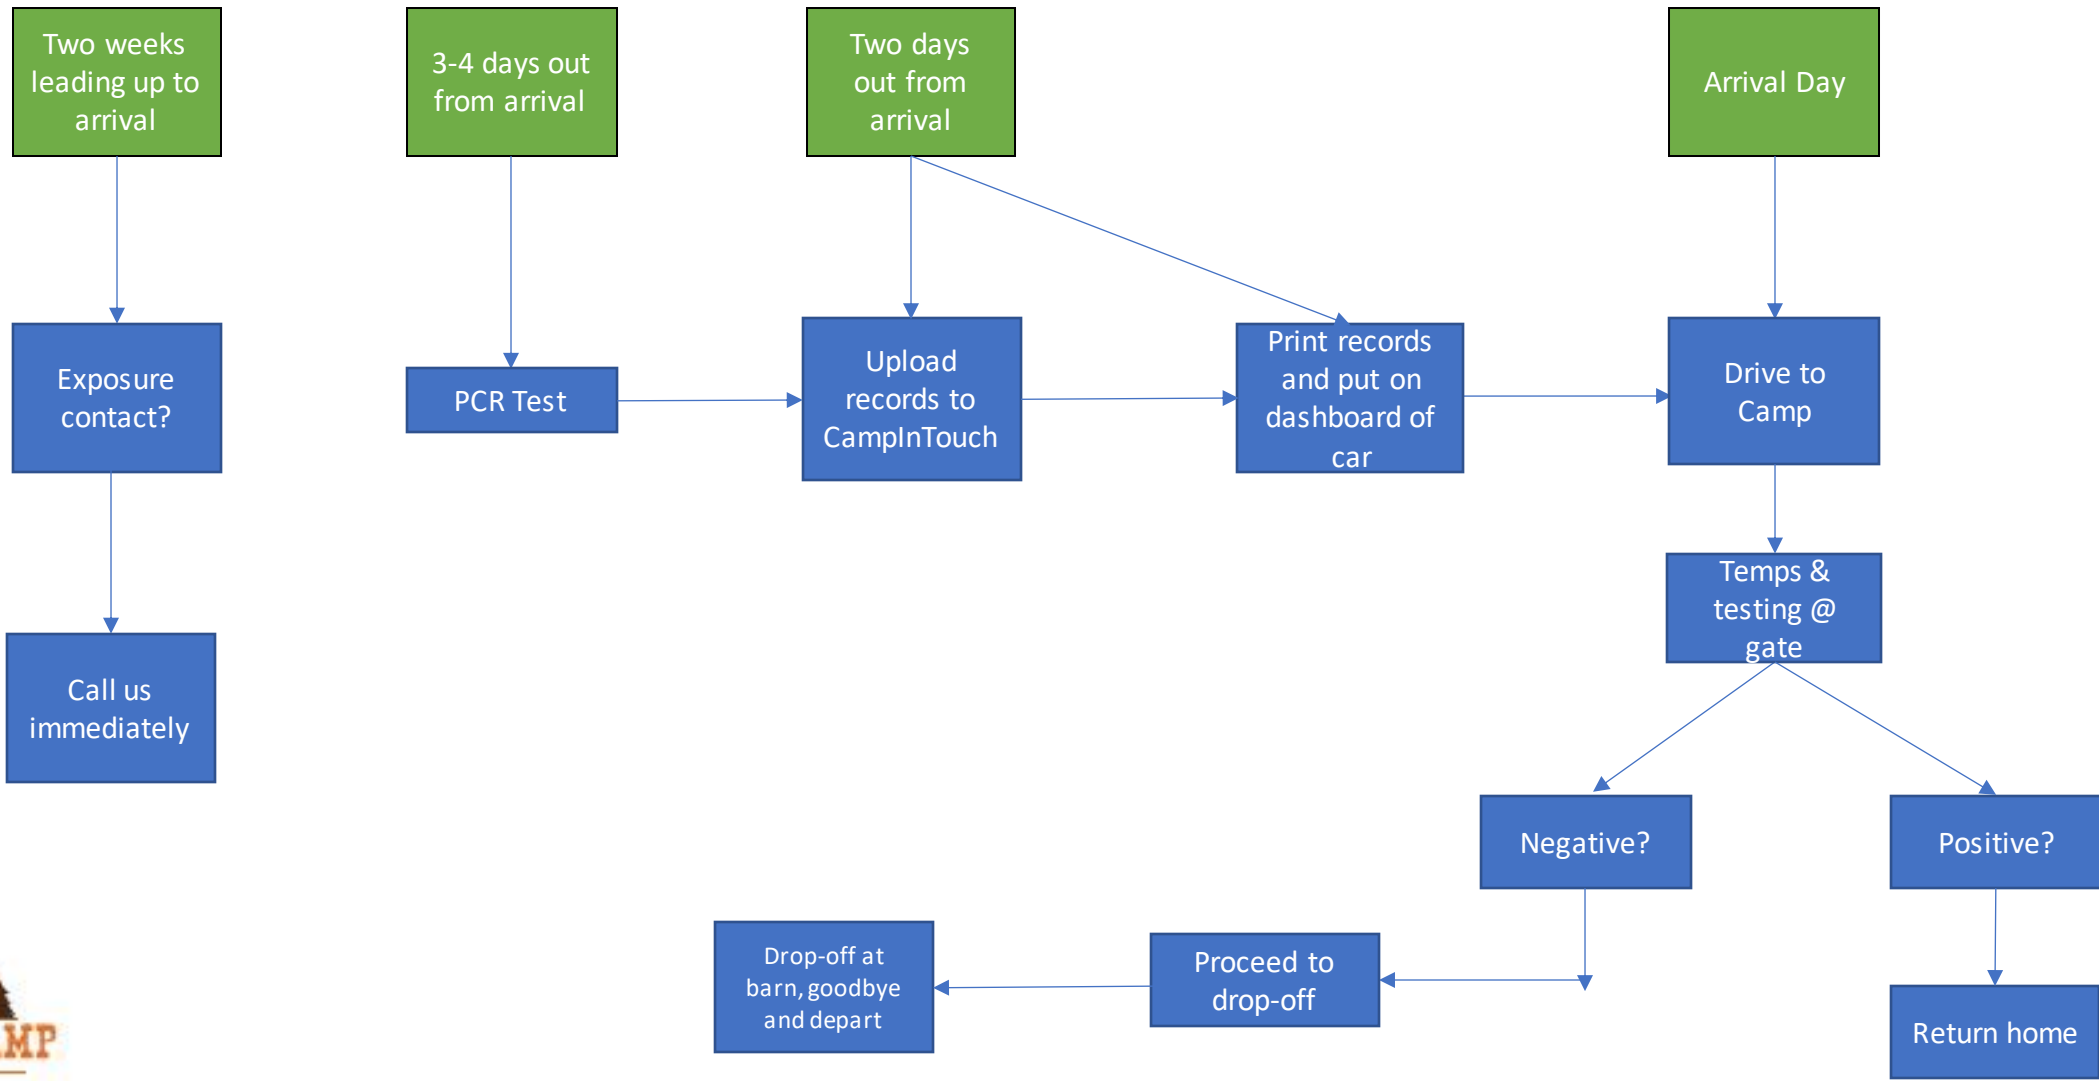 Two weeks
leading up to
arrival
3-4 days out
from arrival
Two days
out from
arrival
Arrival Day
Exposure
contact?
PCR Test
Upload
records to
CampInTouch
Print records
and put on
dashboard of
car
Drive to
Camp
Temps &
testing @
gate
Call us
immediately
Negative?
Positive?
Drop-off at
barn, goodbye
and depart
Proceed to
drop-off
Return home
MP